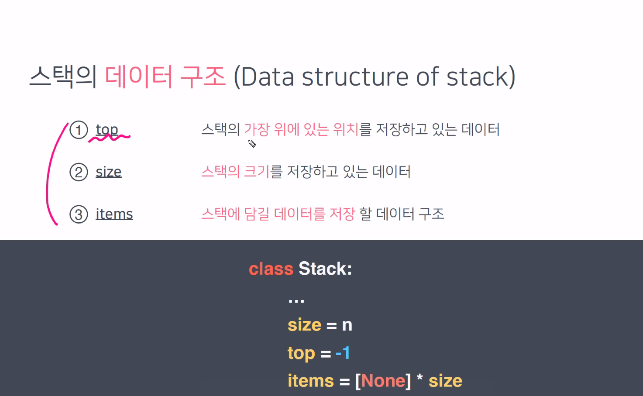 스택의 데이터 구조 (Data structure of stack)
① top 스택의 가장 위에 있는 위치를 저장하고 있는 데이터
② size 스택의 크기를 저장하고 있는 데이터
③ items 스택에 담길 데이터를 저장 할 데이터 구조
class Stack:
...
size = n
top = -1
items = [None] * size